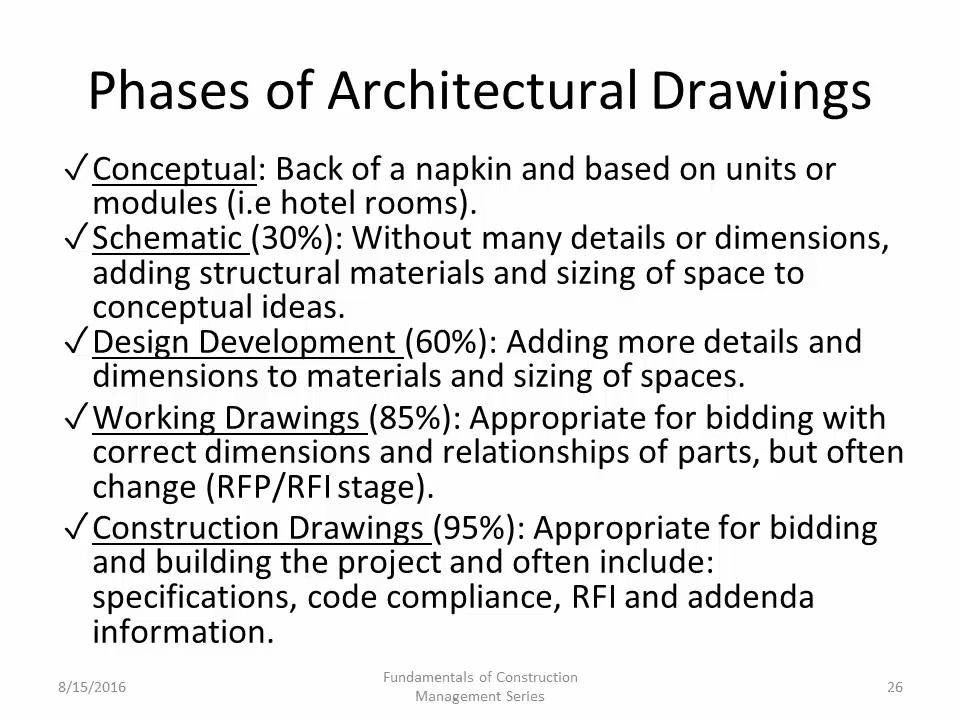 Phases of Architectural Drawings
✓Conceptual: Back of a napkin and based on units or
modules (i.e hotel rooms).
✓Schematic (30%): Without many details or dimensions,
adding structural materials and sizing of space to
conceptual ideas.
✓Design Development (60%): Adding more details and
dimensions to materials and sizing of spaces.
✓Working Drawings (85%): Appropriate for bidding with
correct dimensions and relationships of parts, but often
change (RFP/RFI stage).
✓Construction Drawings (95%): Appropriate for bidding
and building the project and often include:
specifications, code compliance, RFI and addenda
information.
8/15/2016
Fundamentals of Construction
Management Series
26